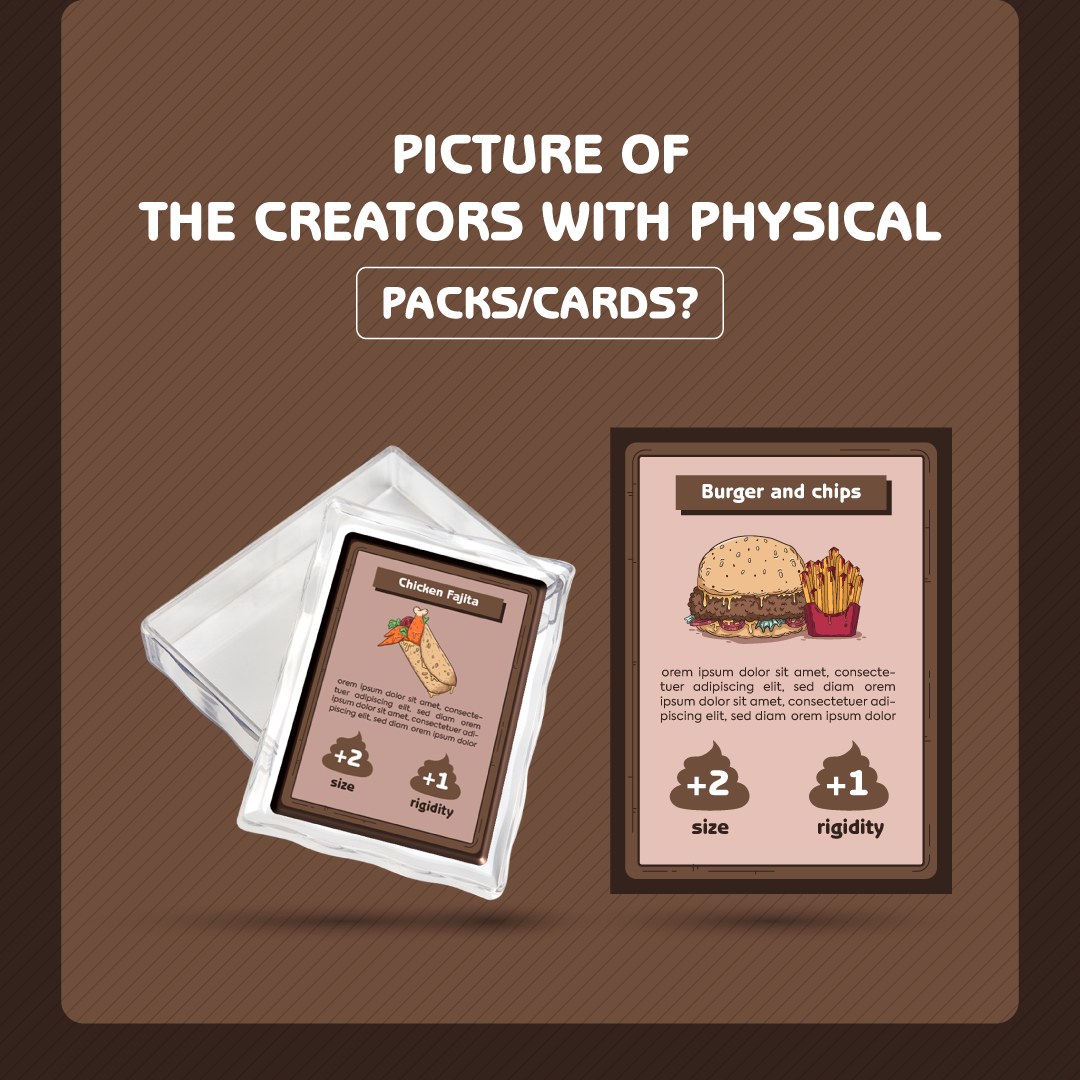 PICTURE OF
THE CREATORS WITH PHYSICAL
PACKS/CARDS?
Chicken Fajita
orem ipsum dolor sit amet, consecte-
tuer adipiscing elit, sed diam orem
ipsum dolor sit amet, consectetuer adi-
piscing elit, sed diam orem ipsum dolor
+2
size
+1
rigidity
Burger and chips
orem ipsum dolor sit amet, consecte-
tuer adipiscing elit, sed diam orem
ipsum dolor sit amet, consectetuer adi-
piscing elit, sed diam orem ipsum dolor
+2
size
+1
rigidity